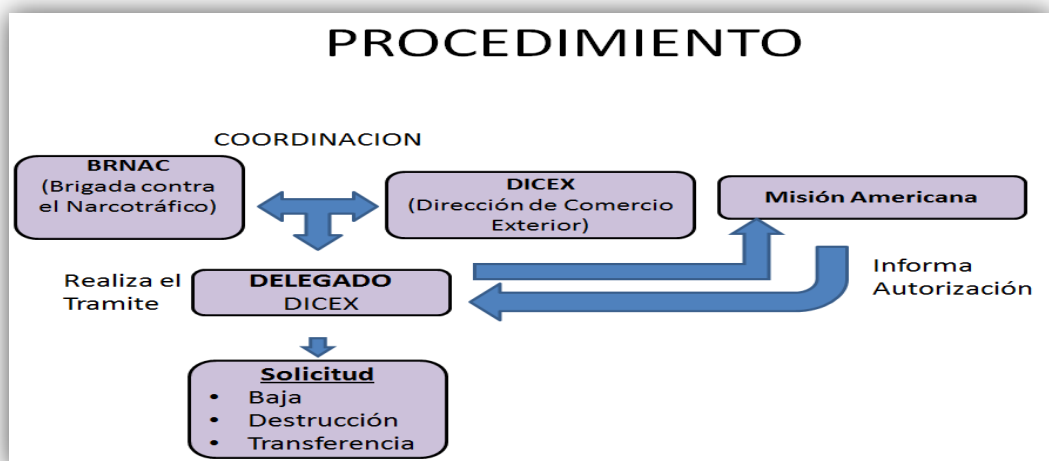 PROCEDIMIENTO
COORDINACION
BRNAC
(Brigada contra
el Narcotráfico)
DICEX
(Dirección de Comercio
Exterior)
Misión Americana
Realiza el
Tramite
DELEGADO
DICEX
Informa
Autorización
Solicitud
• Baja
• Destrucción
• Transferencia